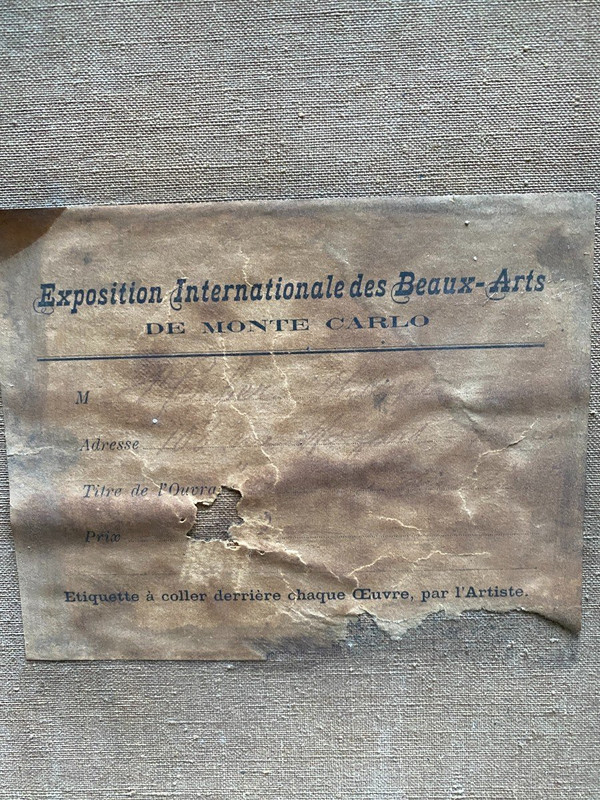 Exposition Internationale des Beaux-Arts
DE MONTE CARLO
M
Adresse
Titre de l'Ouvra
Prix
Etiquette à coller derrière chaque Œuvre, par l'Artiste.